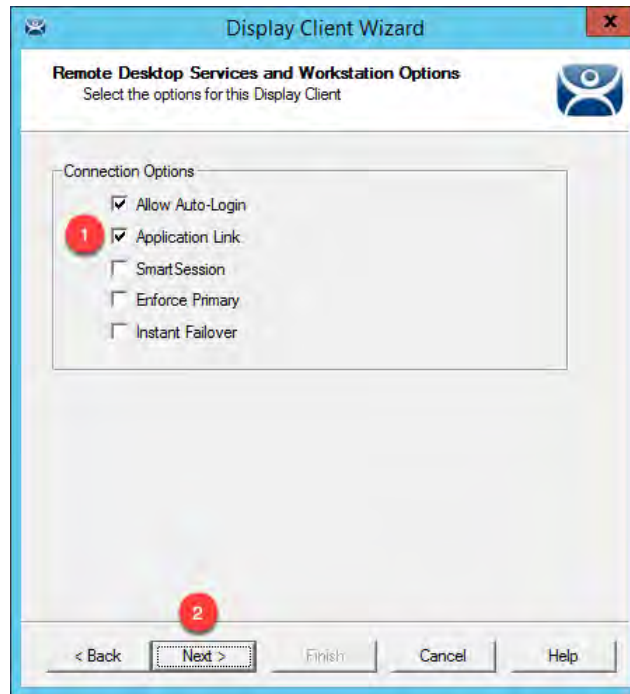 Display Client Wizard
x
Remote Desktop Services and Workstation Options
Select the options for this Display Client
Connection Options
Allow Auto-Login
1
Application Link
SmartSession
Enforce Primary
Instant Failover
2
< Back
Next >
Finish
Cancel
Help